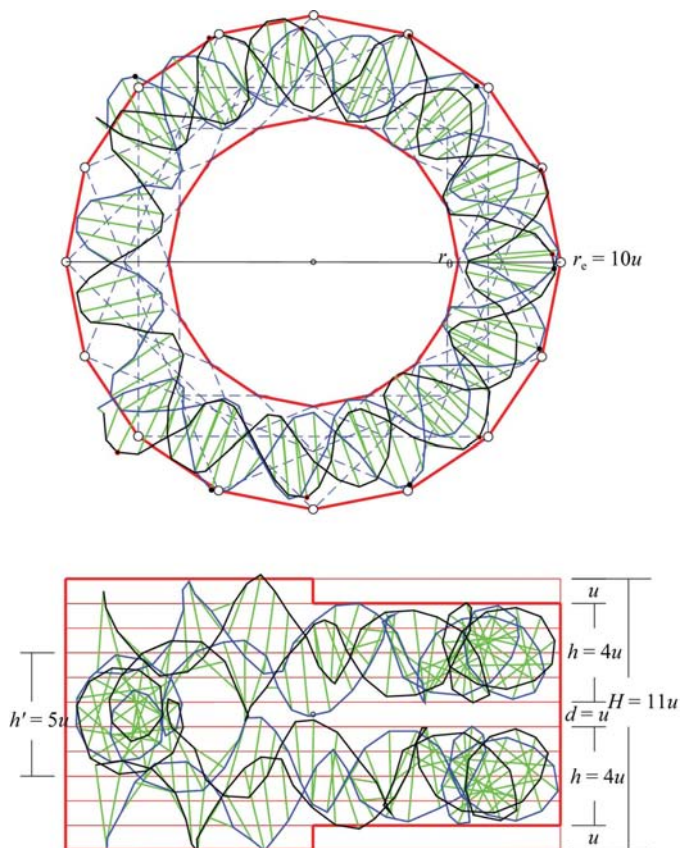 r₀
rₑ = 10u
u
h = 4u
H = 11u
d = u
h' = 5u
h = 4u
u